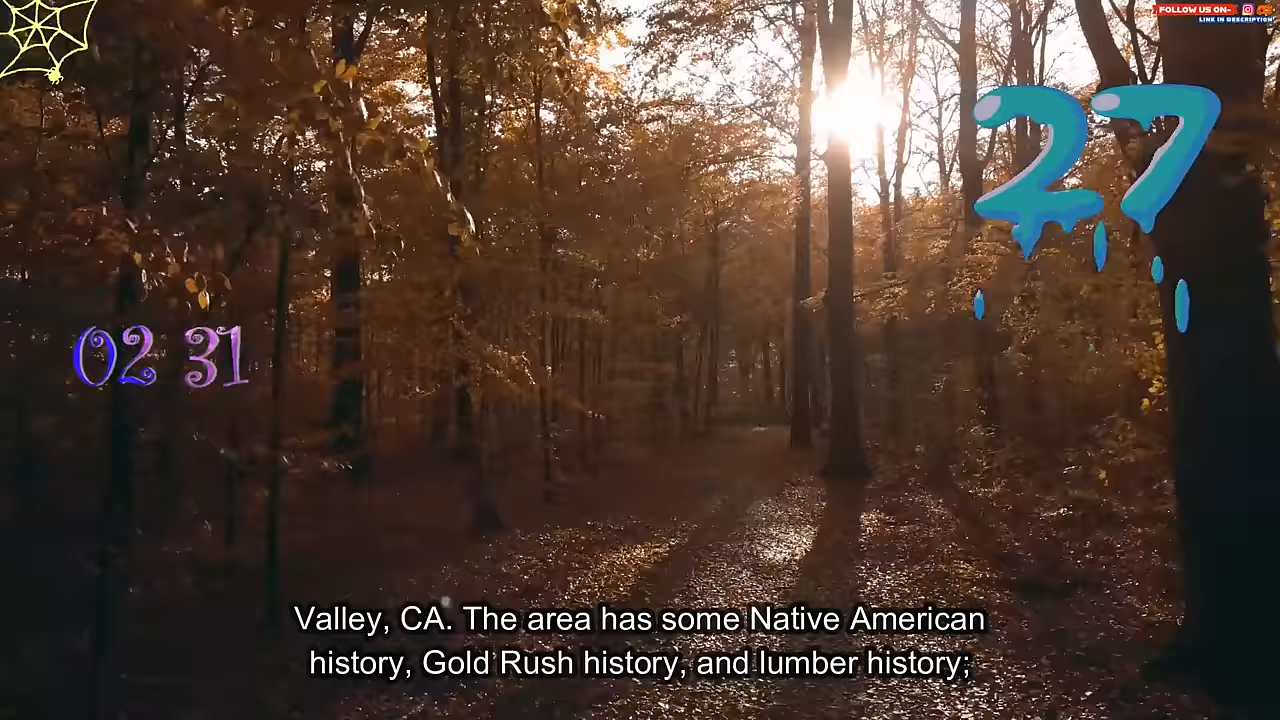 FOLLOW US ON-
LINK IN DESCRIPTION
27
02 31
Valley, CA. The area has some Native American
history, Gold Rush history, and lumber history;